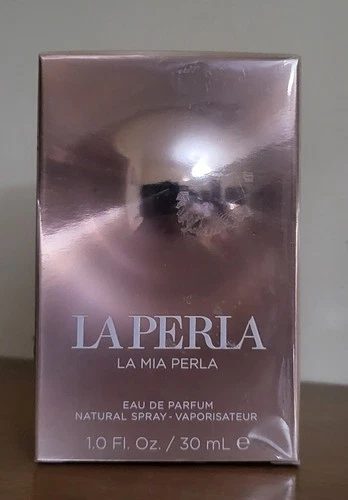 LA PERLA
LA MIA PERLA
EAU DE PARFUM
NATURAL SPRAY - VAPORISATEUR
1.0 Fl. Oz. / 30 mL ℮